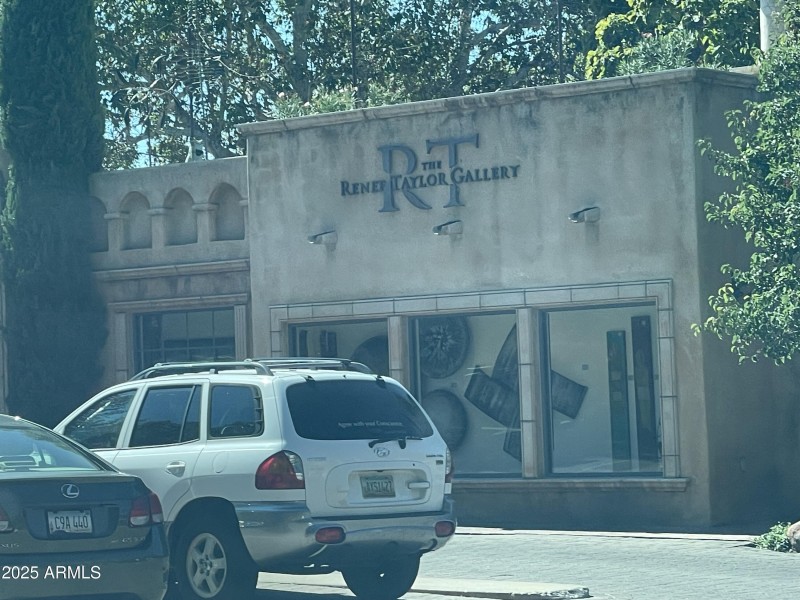 RT
THE
RENEE TAYLOR GALLERY
C9A 440
2025 ARMLS